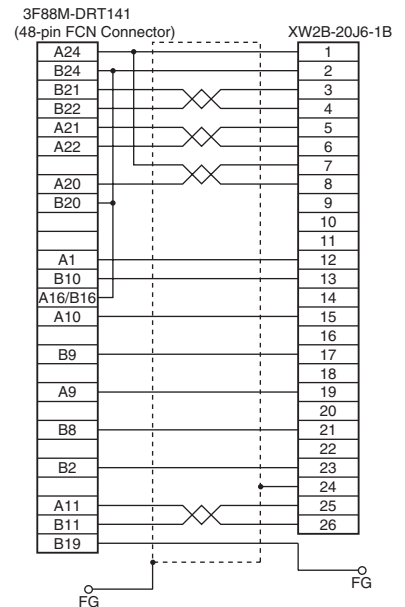 3F88M-DRT141
(48-pin FCN Connector) XW2B-20J6-1B
A24 1
B24 2
B21 3
B22 4
A21 5
A22 6
7
A20 8
B20 9
10
11
A1 12
B10 13
A16/B16 14
A10 15
16
B9 17
18
A9 19
20
B8 21
22
B2 23
24
A11 25
B11 26
B19
FG
FG